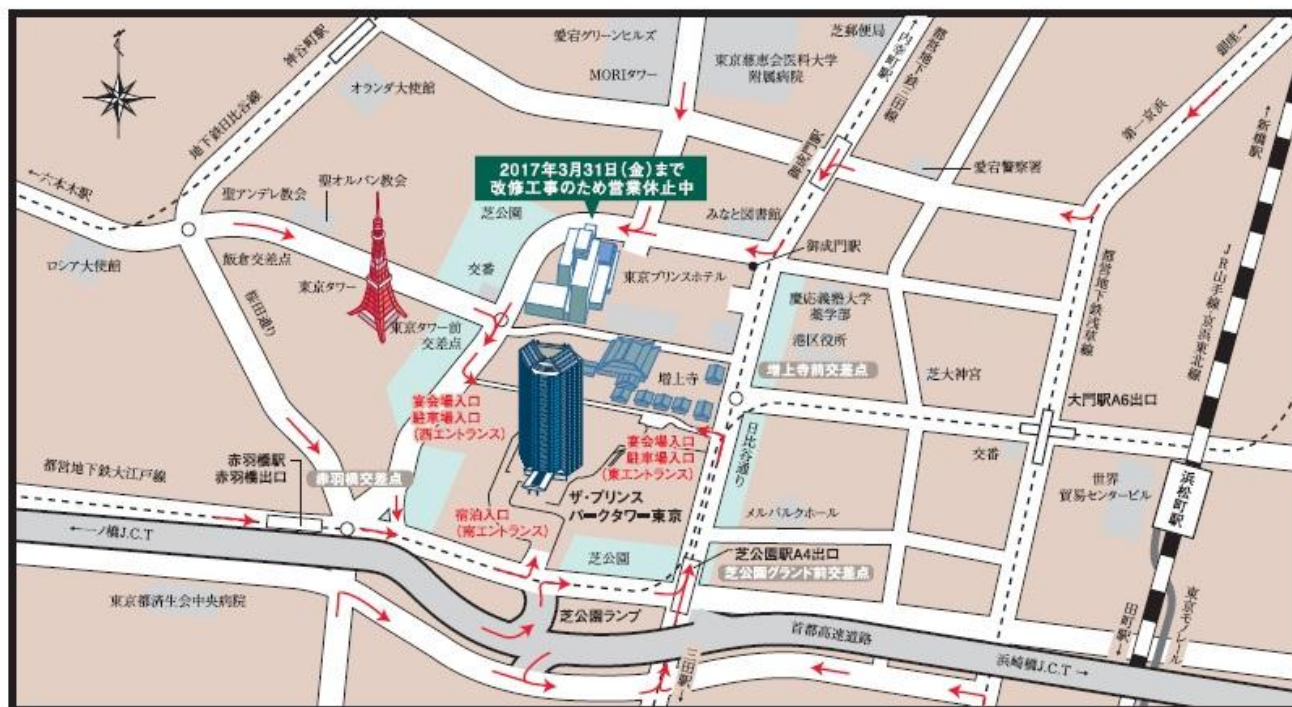 神谷町駅
愛宕グリーンヒルズ
MORIタワー
芝郵便局
東京慈恵会医科大学
附属病院
←内幸町駅
都営地下鉄三田線
銀座→
オランダ大使館
地下鉄日比谷線
第一京浜
←新橋駅
御成門駅
愛宕警察署
2017年3月31日(金)まで
改修工事のため営業休止中
←六本木駅
聖アンデレ教会
聖オルバン教会
芝公園
みなと図書館
御成門駅
ロシア大使館
飯倉交差点
交番
東京プリンスホテル
東京タワー
桜田通り
東京タワー前
交差点
慶応義塾大学
薬学部
港区役所
都営地下鉄浅草線
JR山手線・京浜東北線
増上寺
増上寺前交差点
芝大神宮
大門駅A6出口
宴会場入口
駐車場入口
(西エントランス)
宴会場入口
駐車場入口
(東エントランス)
日比谷通り
交番
世界
貿易センタービル
浜松町駅
都営地下鉄大江戸線
赤羽橋駅
赤羽橋出口
赤羽橋交差点
宿泊入口
(南エントランス)
ザ・プリンス
パークタワー東京
メルパルクホール
←一ノ橋J.C.T
芝公園
芝公園駅A4出口
芝公園グランド前交差点
東京都済生会中央病院
芝公園ランプ
首都高速道路
浜崎橋J.C.T→
三田駅→
田町駅→
東京モノレール